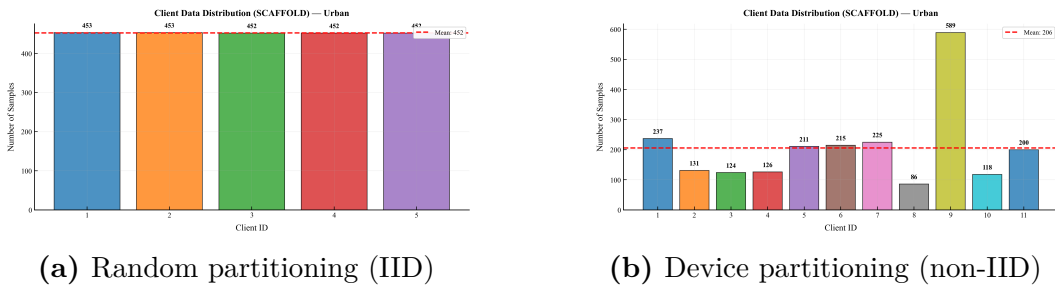 Client Data Distribution (SCAFFOLD) — Urban
453 453 452 452 452
Mean: 452
Number of Samples
400
300
200
100
0
1 2 3 4 5
Client ID
(a) Random partitioning (IID)
Client Data Distribution (SCAFFOLD) — Urban
Mean: 206
Number of Samples
600
500
400
300
200
100
0
237 131 124 126 211 215 225 86 589 118 200
1 2 3 4 5 6 7 8 9 10 11
Client ID
(b) Device partitioning (non-IID)